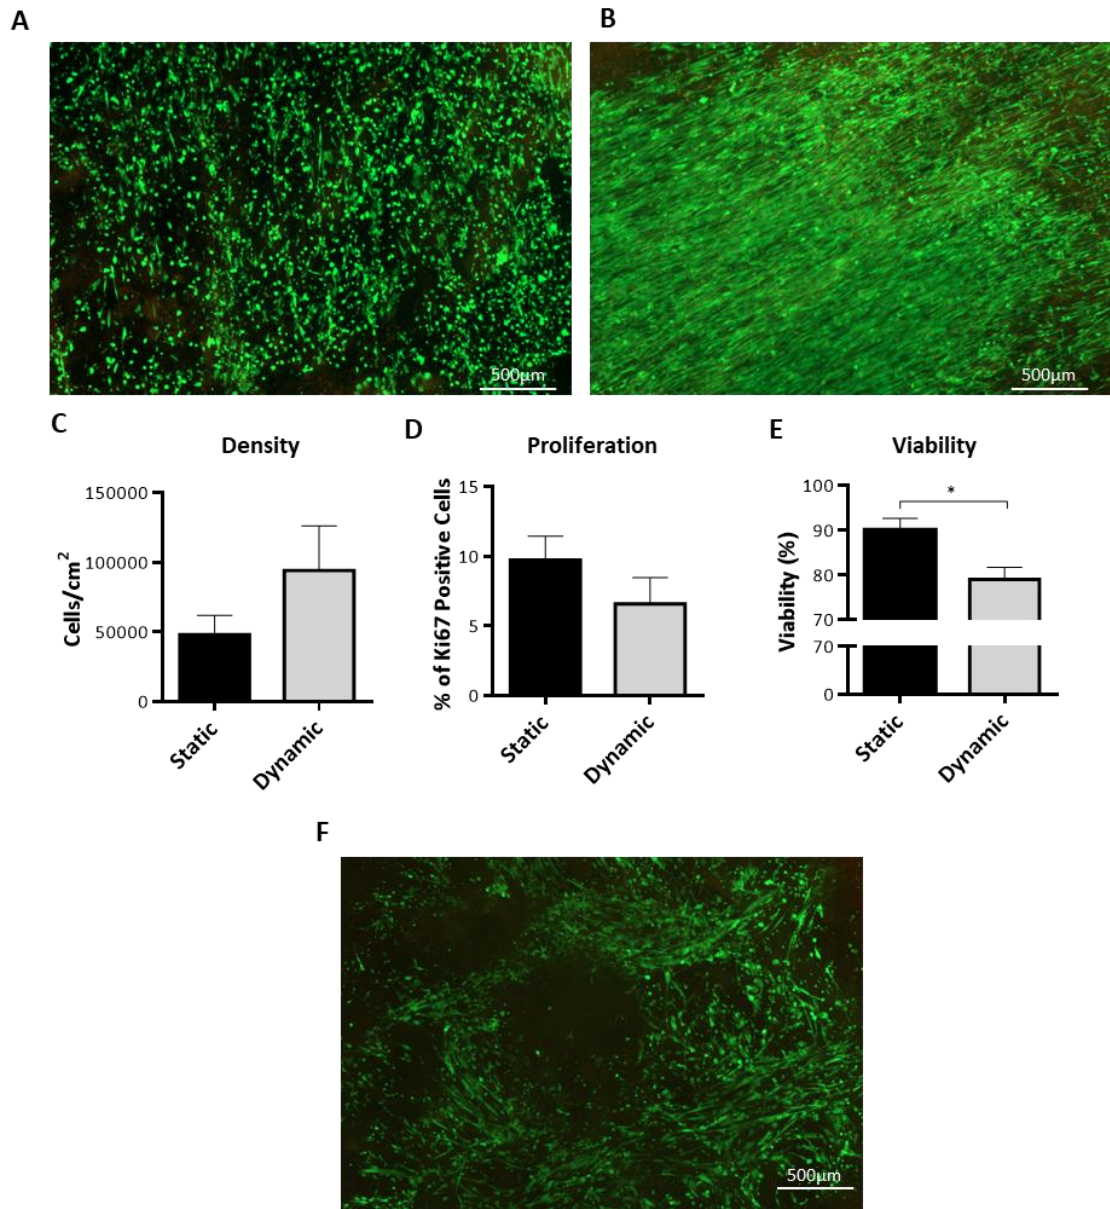 A
B
500µm
500µm
C
Density
Cells/cm²
150000
100000
50000
0
Static
Dynamic
D
Proliferation
% of Ki67 Positive Cells
15
10
5
0
Static
Dynamic
E
Viability
Viability (%)
100
90
80
70
70
0
*
Static
Dynamic
F
500µm